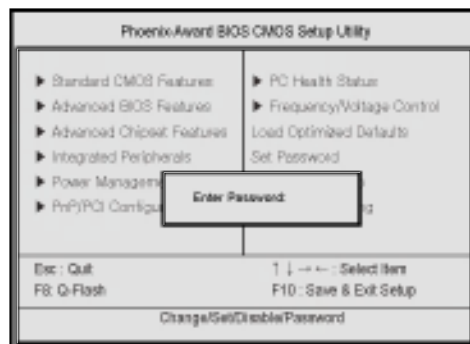 Phoenix-Award BIOS CMOS Setup Utility
▶ Standard CMOS Features
▶ Advanced BIOS Features
▶ Advanced Chipset Features
▶ Integrated Peripherals
▶ Power Manageme
▶ PnP/PCI Configu
▶ PC Health Status
▶ Frequency/Voltage Control
Load Optimized Defaults
Set Password
Enter Password:
Esc : Quit
F8: Q-Flash
↑ ↓ → ← : Select Item
F10 : Save & Exit Setup
Change/Set/Disable/Password